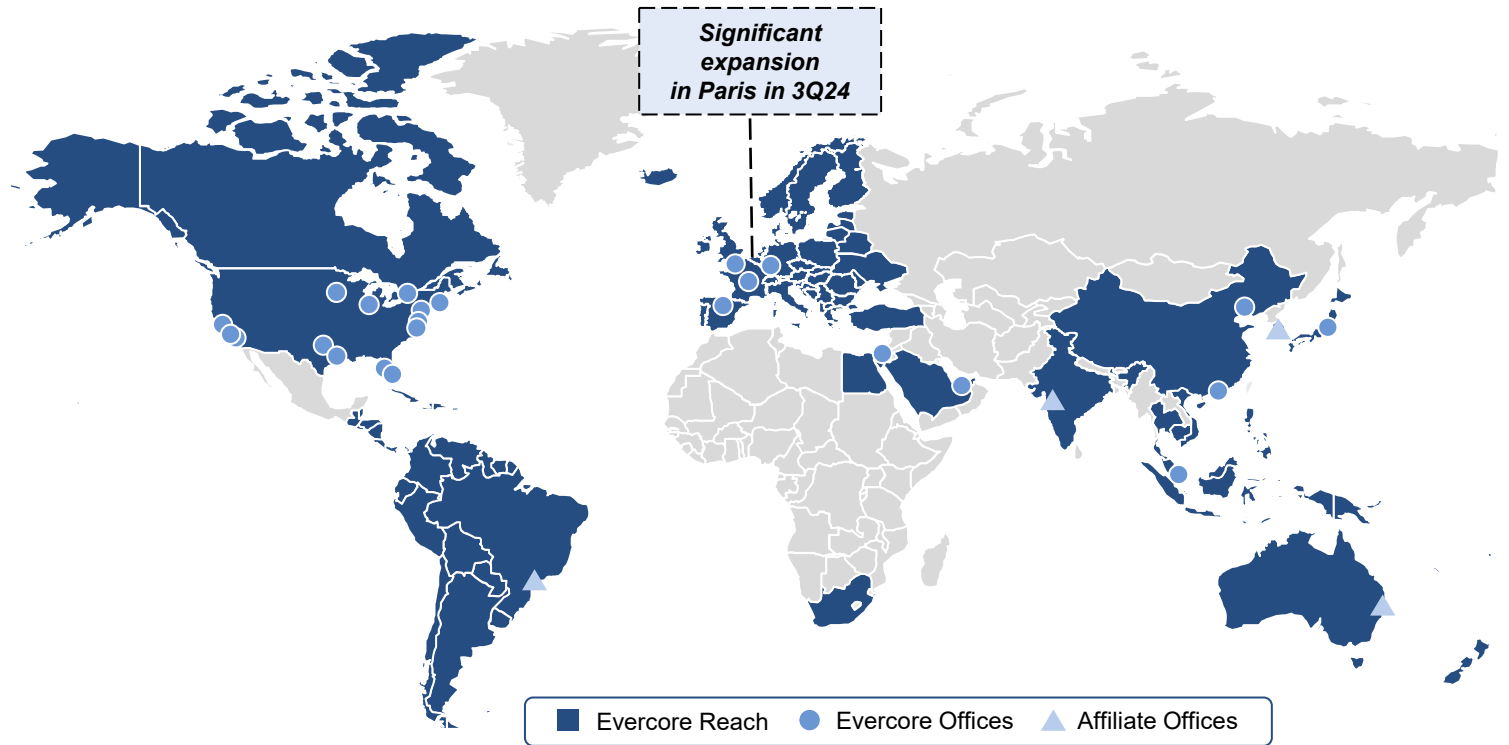 Significant
expansion
in Paris in 3Q24
Evercore Reach
Evercore Offices
Affiliate Offices